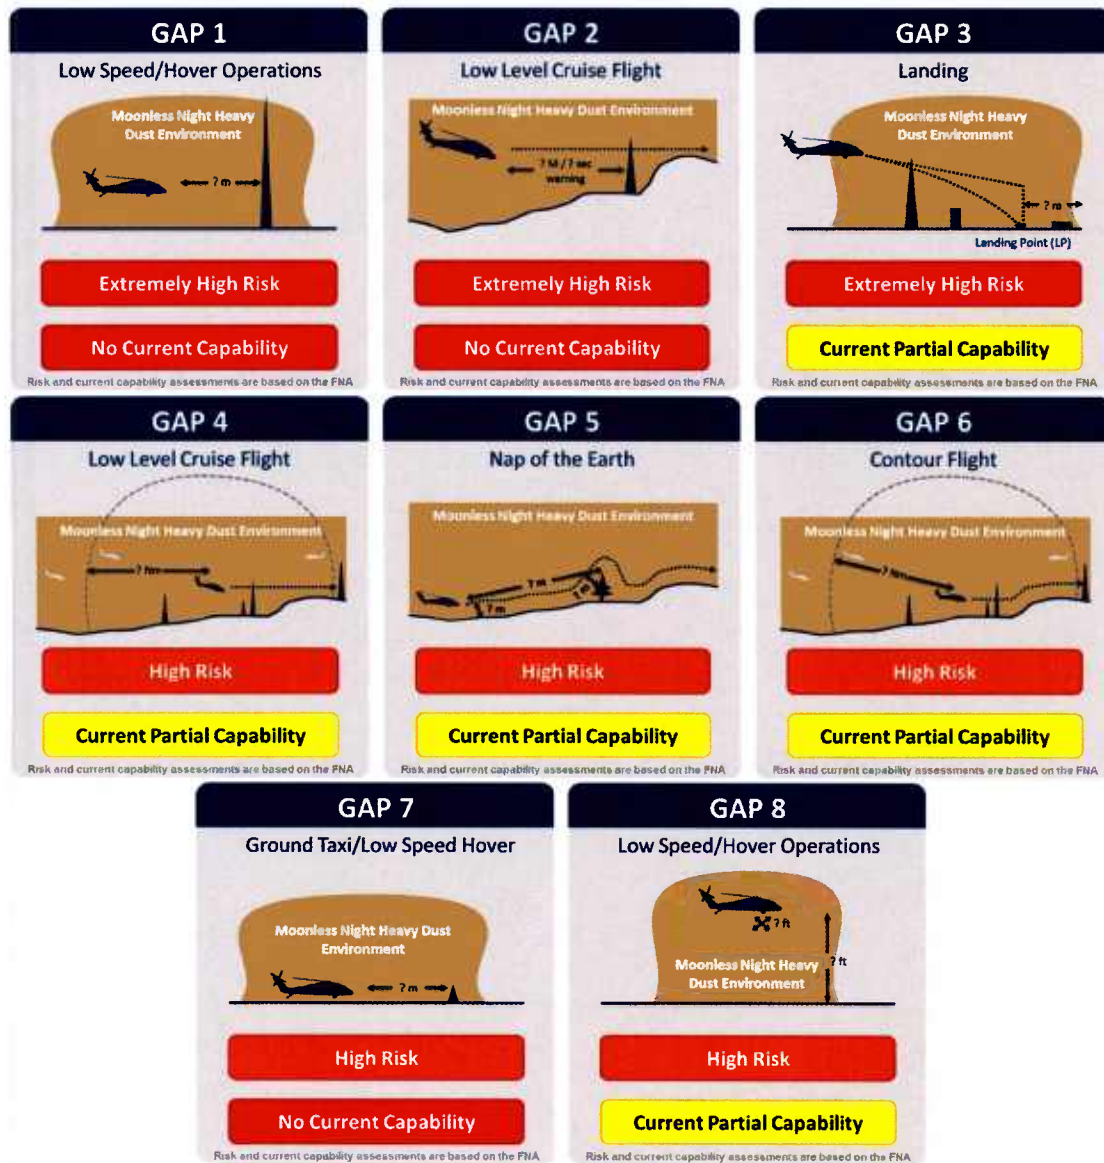 GAP 1
Low Speed/Hover Operations
Moonless Night Heavy
Dust Environment
? m
Extremely High Risk
No Current Capability
Risk and current capability assessments are based on the FNA
GAP 2
Low Level Cruise Flight
Moonless Night Heavy Dust Environment
? M / ? sec
warning
Extremely High Risk
No Current Capability
Risk and current capability assessments are based on the FNA
GAP 3
Landing
Moonless Night Heavy
Dust Environment
? m
Landing Point (LP)
Extremely High Risk
Current Partial Capability
Risk and current capability assessments are based on the FNA
GAP 4
Low Level Cruise Flight
Moonless Night Heavy Dust Environment
? Nm
High Risk
Current Partial Capability
Risk and current capability assessments are based on the FNA
GAP 5
Nap of the Earth
Moonless Night Heavy Dust Environment
? m
? m
? m
High Risk
Current Partial Capability
Risk and current capability assessments are based on the FNA
GAP 6
Contour Flight
Moonless Night Heavy Dust Environment
? Nm
High Risk
Current Partial Capability
Risk and current capability assessments are based on the FNA
GAP 7
Ground Taxi/Low Speed Hover
Moonless Night Heavy Dust
Environment
? m
High Risk
No Current Capability
Risk and current capability assessments are based on the FNA
GAP 8
Low Speed/Hover Operations
? ft
? ft
Moonless Night Heavy
Dust Environment
High Risk
Current Partial Capability
Risk and current capability assessments are based on the FNA